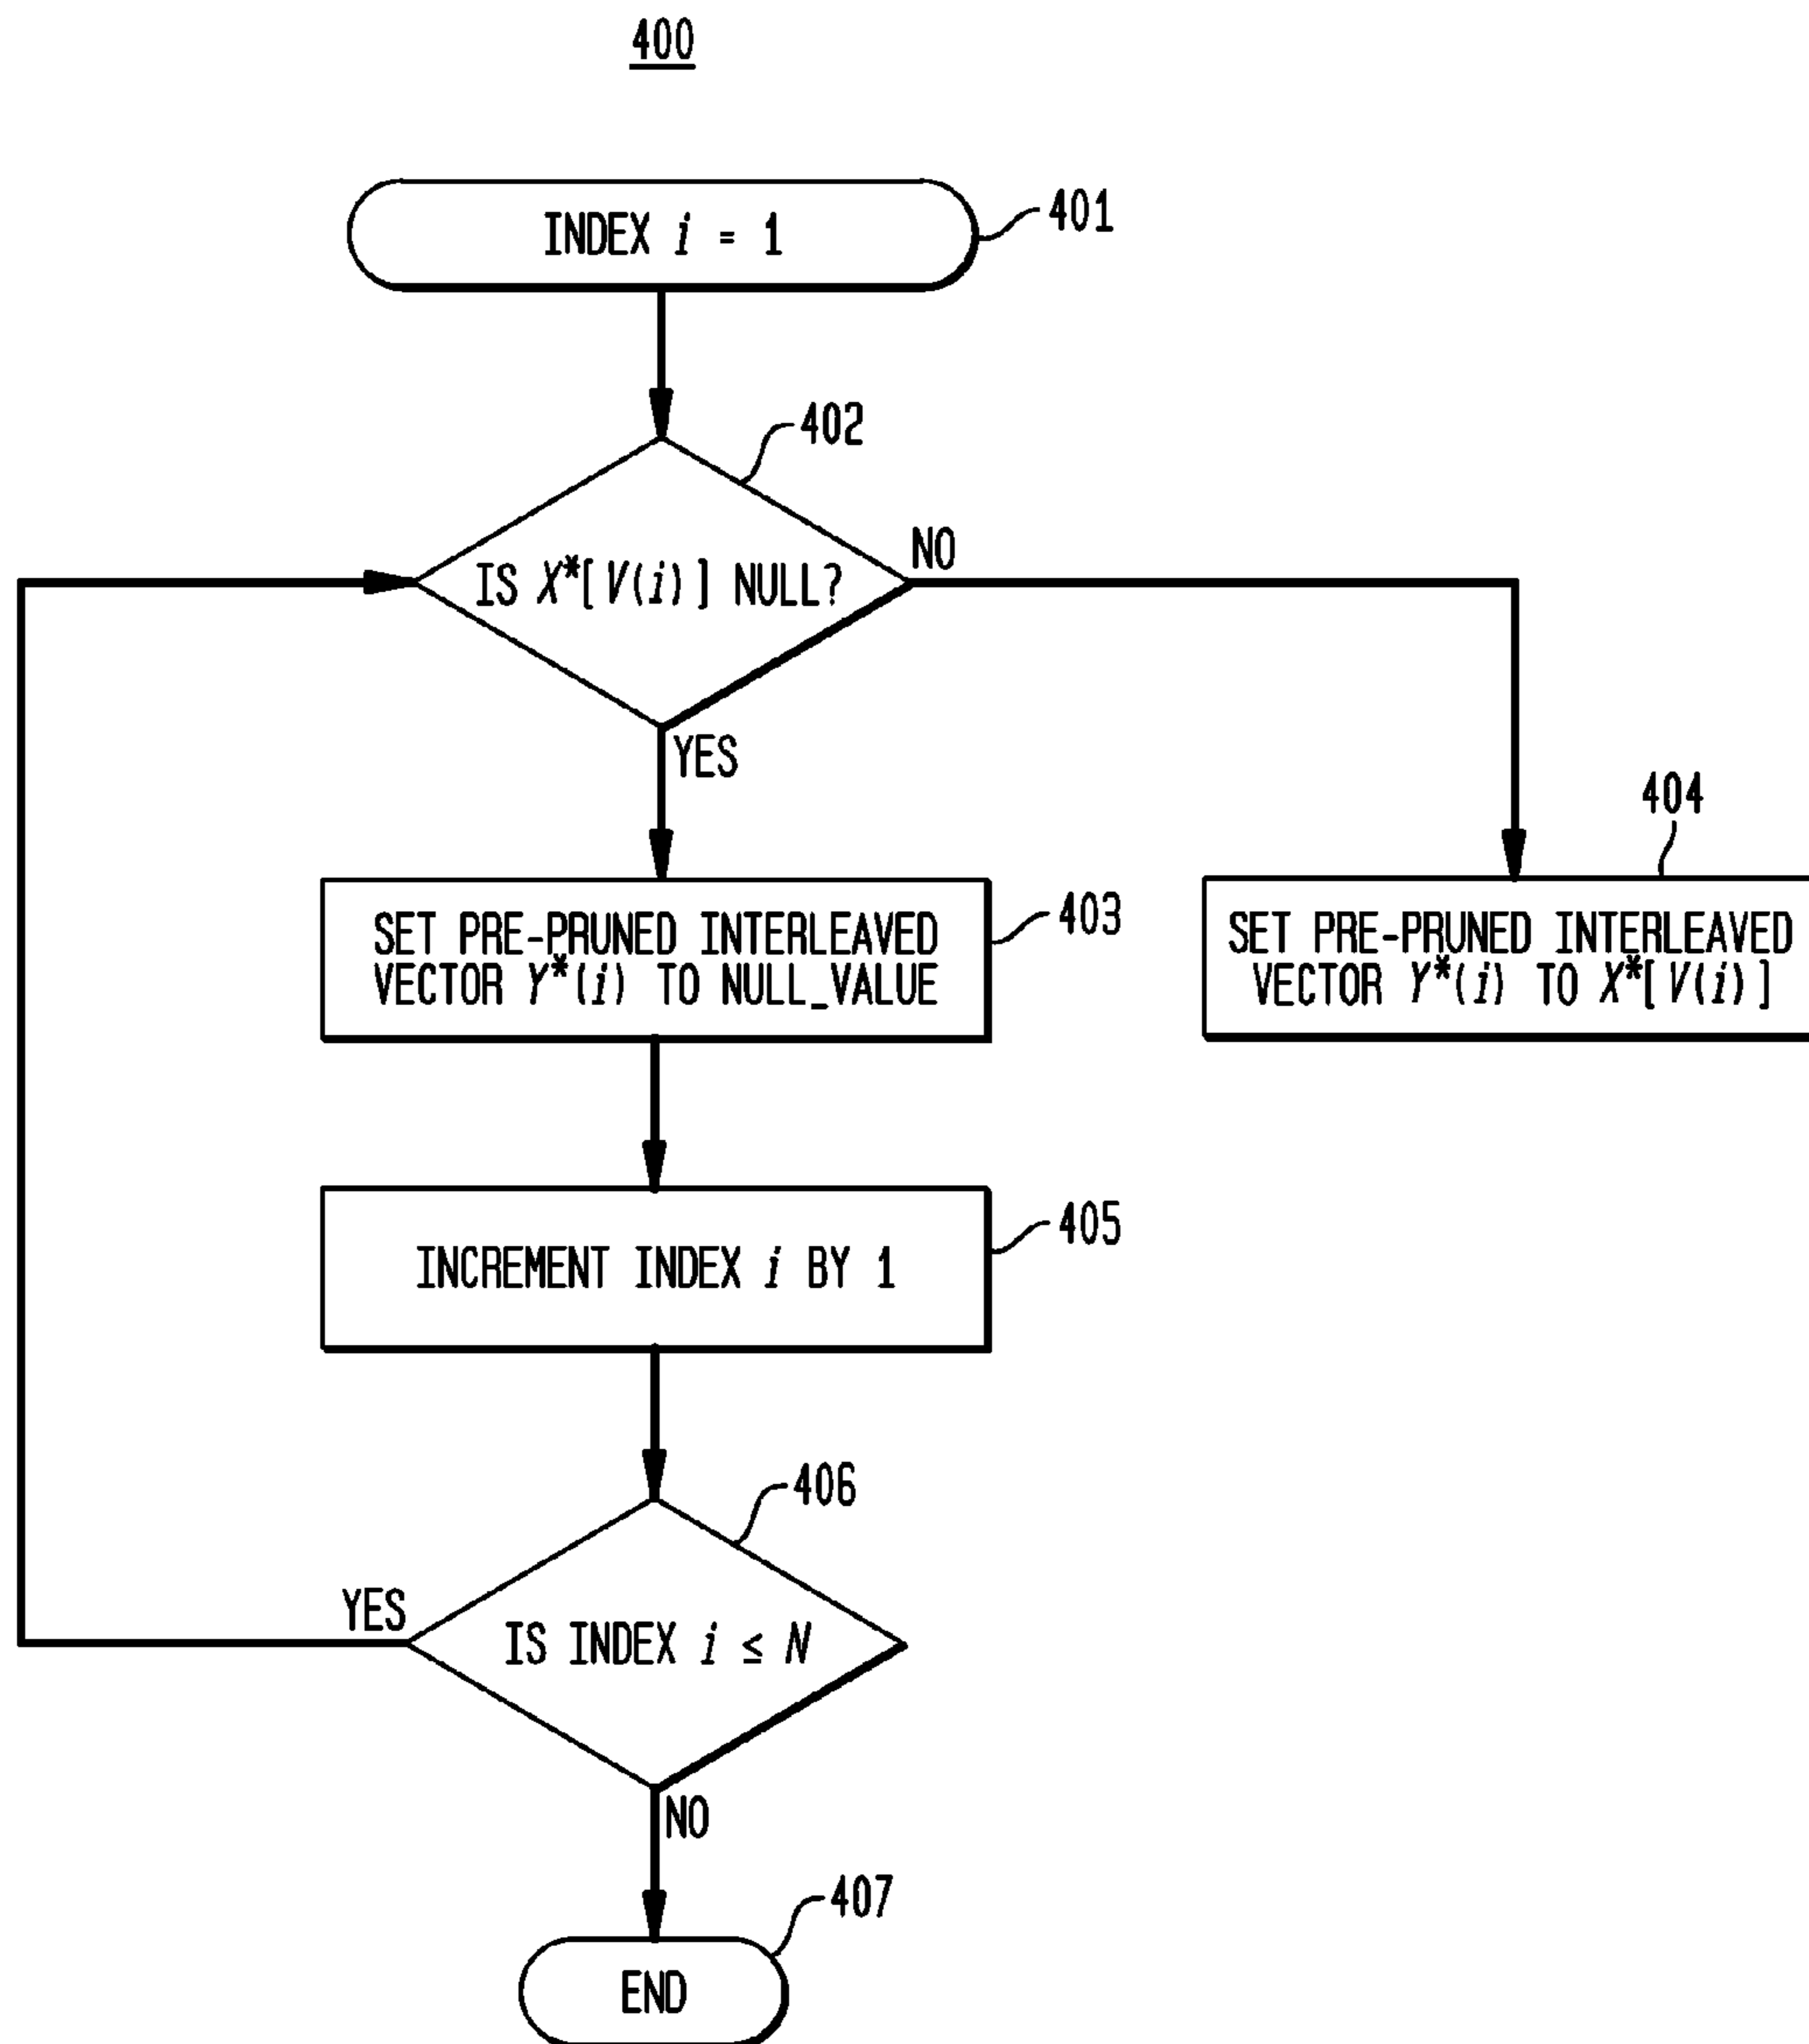 400
INDEX i = 1
401
402
IS X*[V(i)] NULL?
NO
YES
404
SET PRE-PRUNED INTERLEAVED
VECTOR Y*(i) TO NULL_VALUE
403
SET PRE-PRUNED INTERLEAVED
VECTOR Y*(i) TO X*[V(i)]
INCREMENT INDEX i BY 1
405
406
YES
IS INDEX i ≤ N
NO
407
END